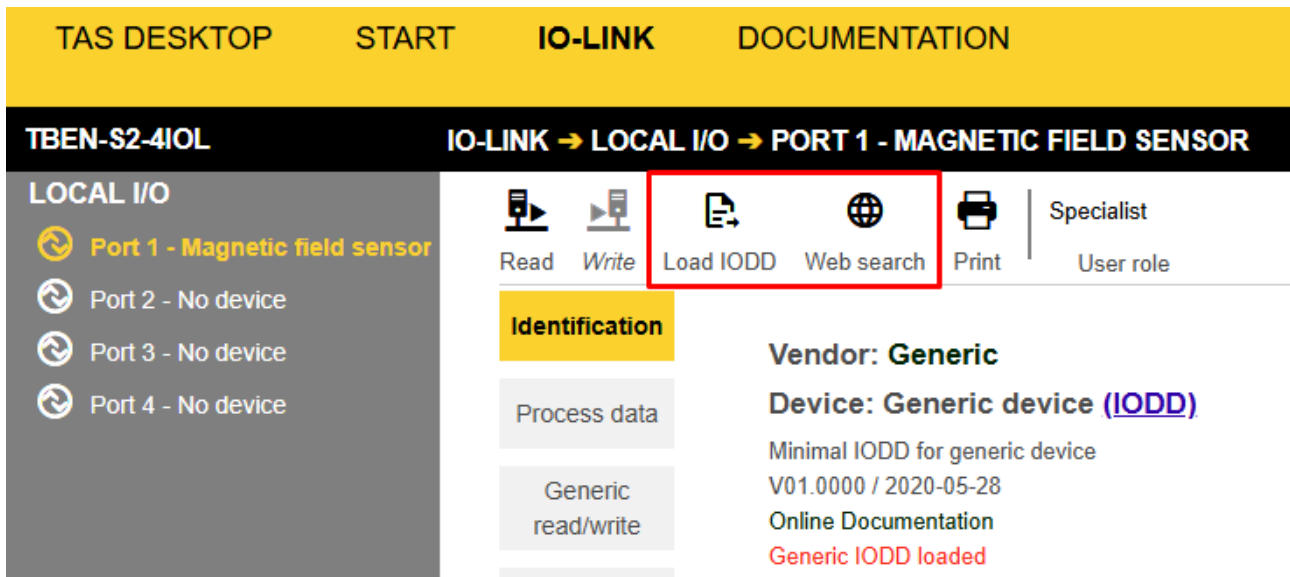 TAS DESKTOP START IO-LINK DOCUMENTATION
TBEN-S2-4IOL IO-LINK ➔ LOCAL I/O ➔ PORT 1 - MAGNETIC FIELD SENSOR
LOCAL I/O
Port 1 - Magnetic field sensor
Port 2 - No device
Port 3 - No device
Port 4 - No device
Read Write Load IODD Web search Print
Specialist
User role
Identification
Process data
Generic
read/write
Vendor: Generic
Device: Generic device (IODD)
Minimal IODD for generic device
V01.0000 / 2020-05-28
Online Documentation
Generic IODD loaded